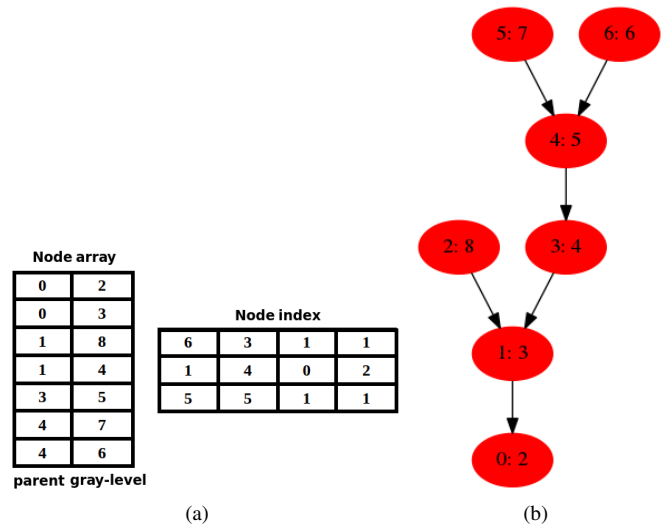 5: 7 6: 6
4: 5
2: 8 3: 4
1: 3
0: 2
Node array
0 2
0 3
1 8
1 4
3 5
4 7
4 6
parent gray-level
Node index
6 3 1 1
1 4 0 2
5 5 1 1
(a) (b)